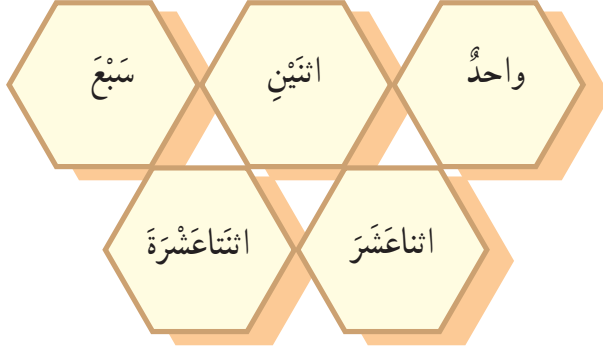 واحدٌ
اثنَيْنِ
سَبْعَ
اثناعَشَرَ
اثنَتاعَشْرَةَ